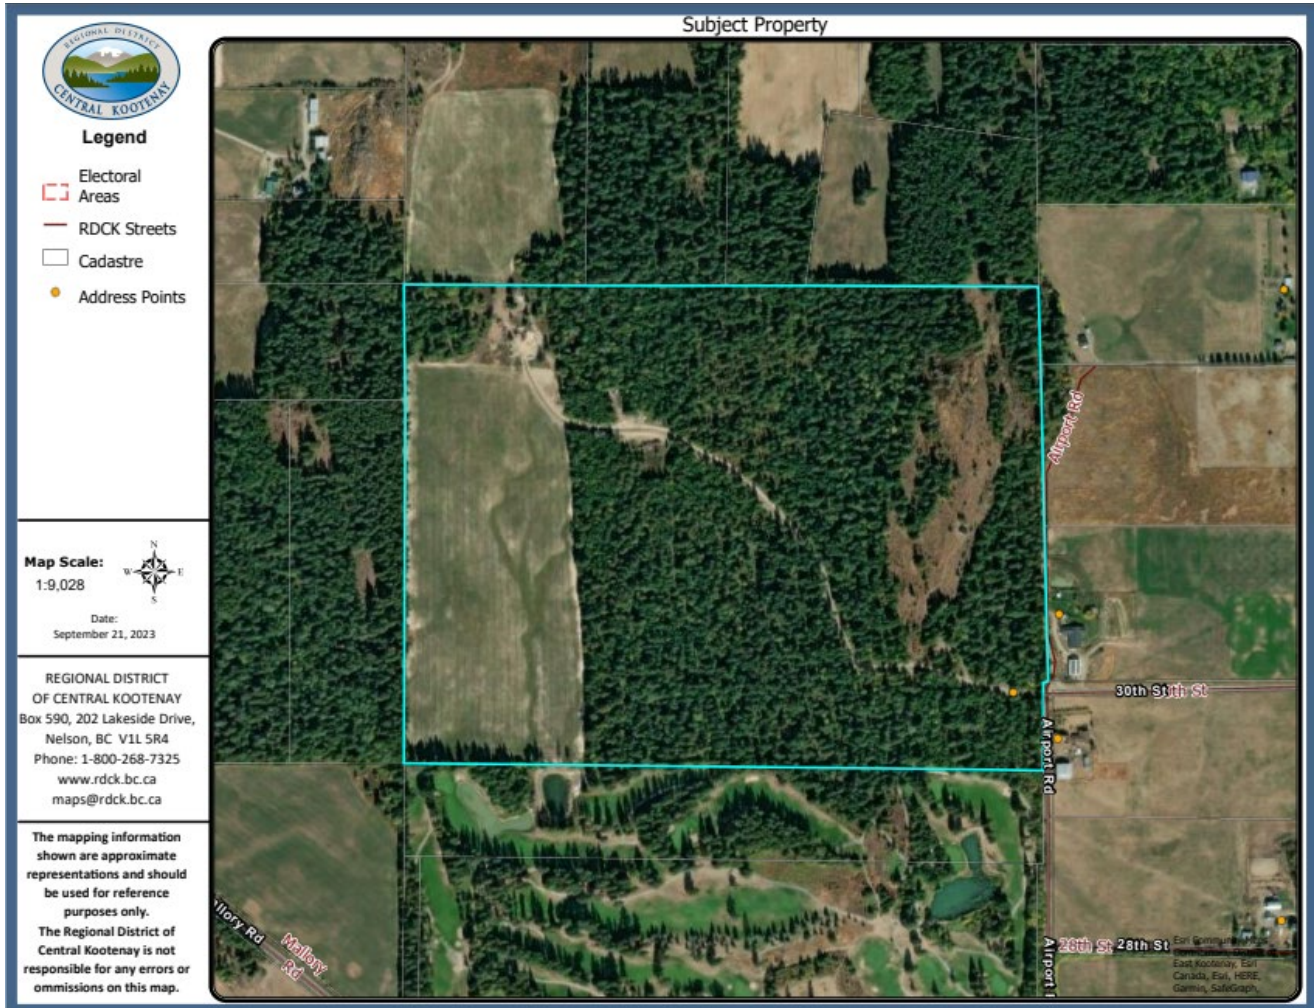 Subject Property
REGIONAL DISTRICT
CENTRAL KOOTENAY
Legend
Electoral
Areas
RDCK Streets
Cadastre
Address Points
Map Scale:
1:9,028
N
W
E
S
Date:
September 21, 2023
REGIONAL DISTRICT
OF CENTRAL KOOTENAY
Box 590, 202 Lakeside Drive,
Nelson, BC V1L 5R4
Phone: 1-800-268-7325
www.rdck.bc.ca
maps@rdck.bc.ca
The mapping information
shown are approximate
representations and should
be used for reference
purposes only.
The Regional District of
Central Kootenay is not
responsible for any errors or
ommissions on this map.
Airport Rd
30th St
th St
Airport Rd
allory Rd
Mallory
Rd
28th St
28th St
Airport
Esri Commun
East Kootenay, Esri
Canada, Esri, HERE,
Garmin, SafeGraph,